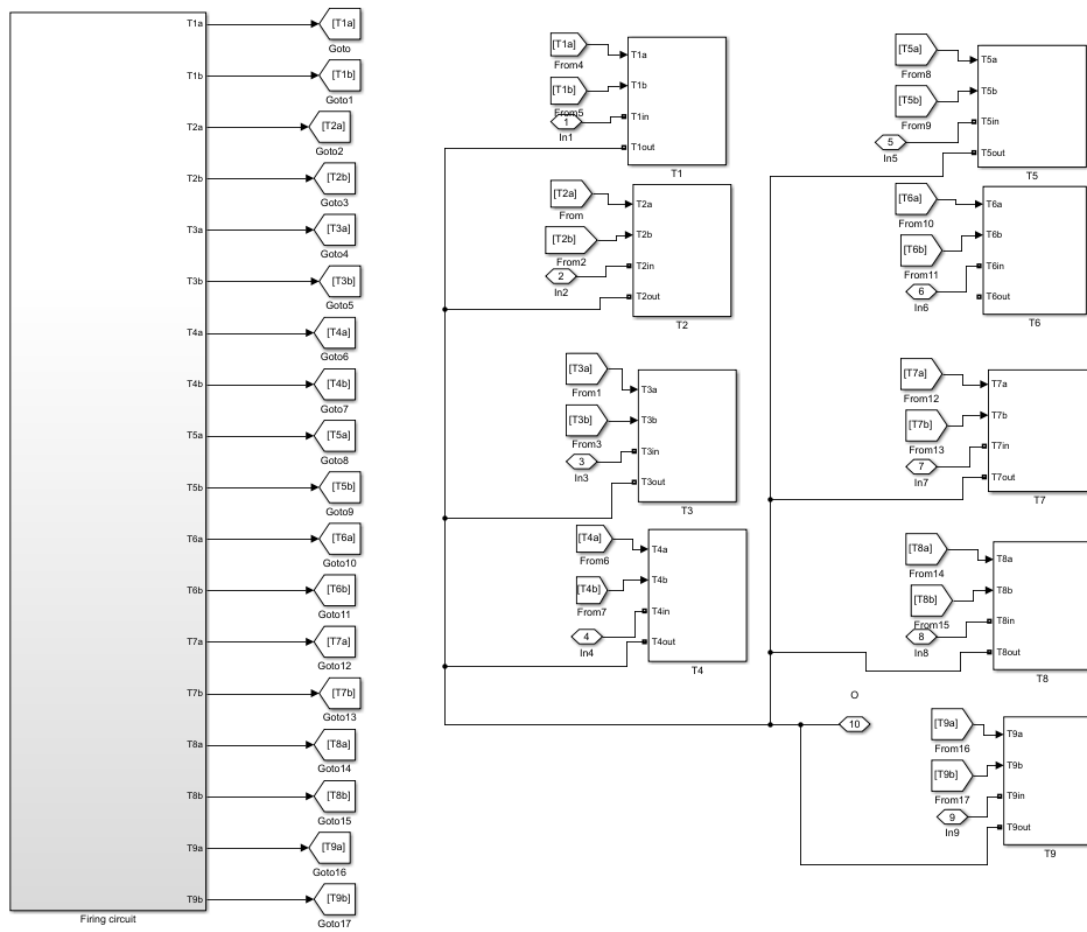 T1a
[T1a]
Goto
T1b
[T1b]
Goto1
T2a
[T2a]
Goto2
T2b
[T2b]
Goto3
T3a
[T3a]
Goto4
T3b
[T3b]
Goto5
T4a
[T4a]
Goto6
T4b
[T4b]
Goto7
T5a
[T5a]
Goto8
T5b
[T5b]
Goto9
T6a
[T6a]
Goto10
T6b
[T6b]
Goto11
T7a
[T7a]
Goto12
T7b
[T7b]
Goto13
T8a
[T8a]
Goto14
T8b
[T8b]
Goto15
T9a
[T9a]
Goto16
T9b
[T9b]
Goto17
Firing circuit
[T1a]
From4
[T1b]
From5
1
In1
T1a
T1b
T1in
T1out
T1
[T2a]
From
[T2b]
From2
2
In2
T2a
T2b
T2in
T2out
T2
[T3a]
From1
[T3b]
From3
3
In3
T3a
T3b
T3in
T3out
T3
[T4a]
From6
[T4b]
From7
4
In4
T4a
T4b
T4in
T4out
T4
[T5a]
From8
[T5b]
From9
5
In5
T5a
T5b
T5in
T5out
T5
[T6a]
From10
[T6b]
From11
6
In6
T6a
T6b
T6in
T6out
T6
[T7a]
From12
[T7b]
From13
7
In7
T7a
T7b
T7in
T7out
T7
[T8a]
From14
[T8b]
From15
8
In8
T8a
T8b
T8in
T8out
T8
O
10
[T9a]
From16
[T9b]
From17
9
In9
T9a
T9b
T9in
T9out
T9